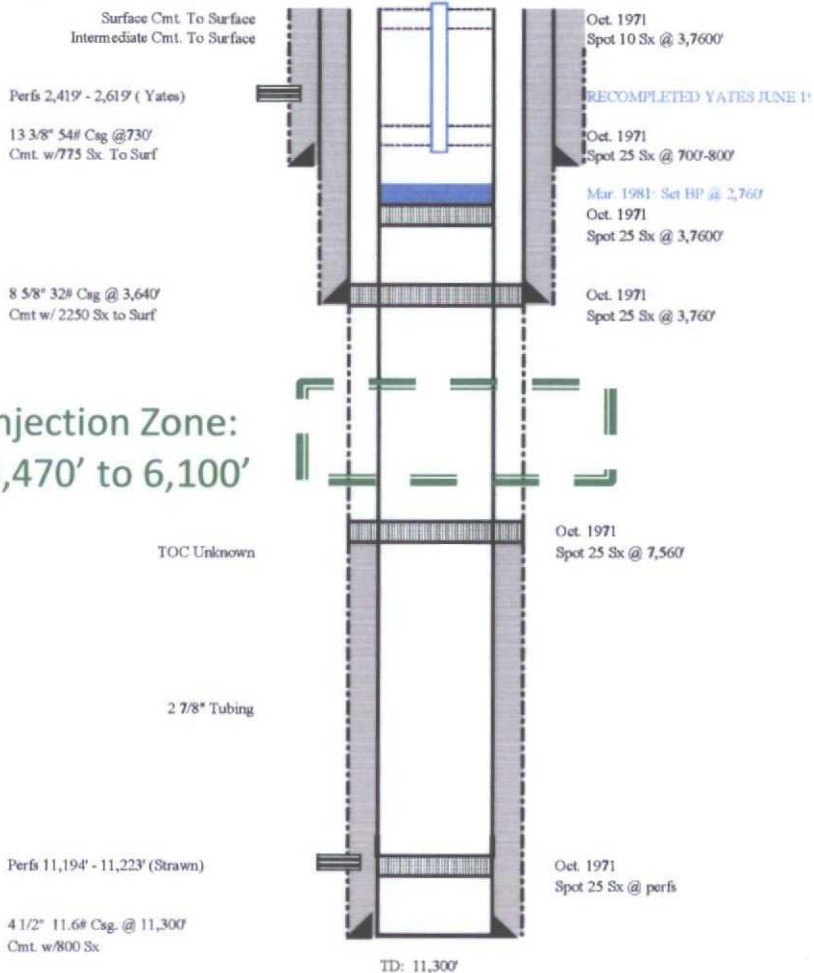 Surface Cmt. To Surface
Intermediate Cmt. To Surface
Perfs 2,419' - 2,619' ( Yates)
13 3/8" 54# Csg @730'
Cmt. w/775 Sx. To Surf
8 5/8" 32# Csg @ 3,640'
Cmt w/ 2250 Sx to Surf
njection Zone:
,470' to 6,100'
TOC Unknown
2 7/8" Tubing
Perfs 11,194' - 11,223' (Strawn)
4 1/2" 11.6# Csg. @ 11,300'
Cmt. w/800 Sx
TD: 11,300'
Oct. 1971
Spot 10 Sx @ 3,7600'
RECOMPLETED YATES JUNE 1
Oct. 1971
Spot 25 Sx @ 700'-800'
Mar. 1981: Set BP @ 2,760'
Oct. 1971
Spot 25 Sx @ 3,7600'
Oct. 1971
Spot 25 Sx @ 3,760'
Oct. 1971
Spot 25 Sx @ 7,560'
Oct. 1971
Spot 25 Sx @ perfs